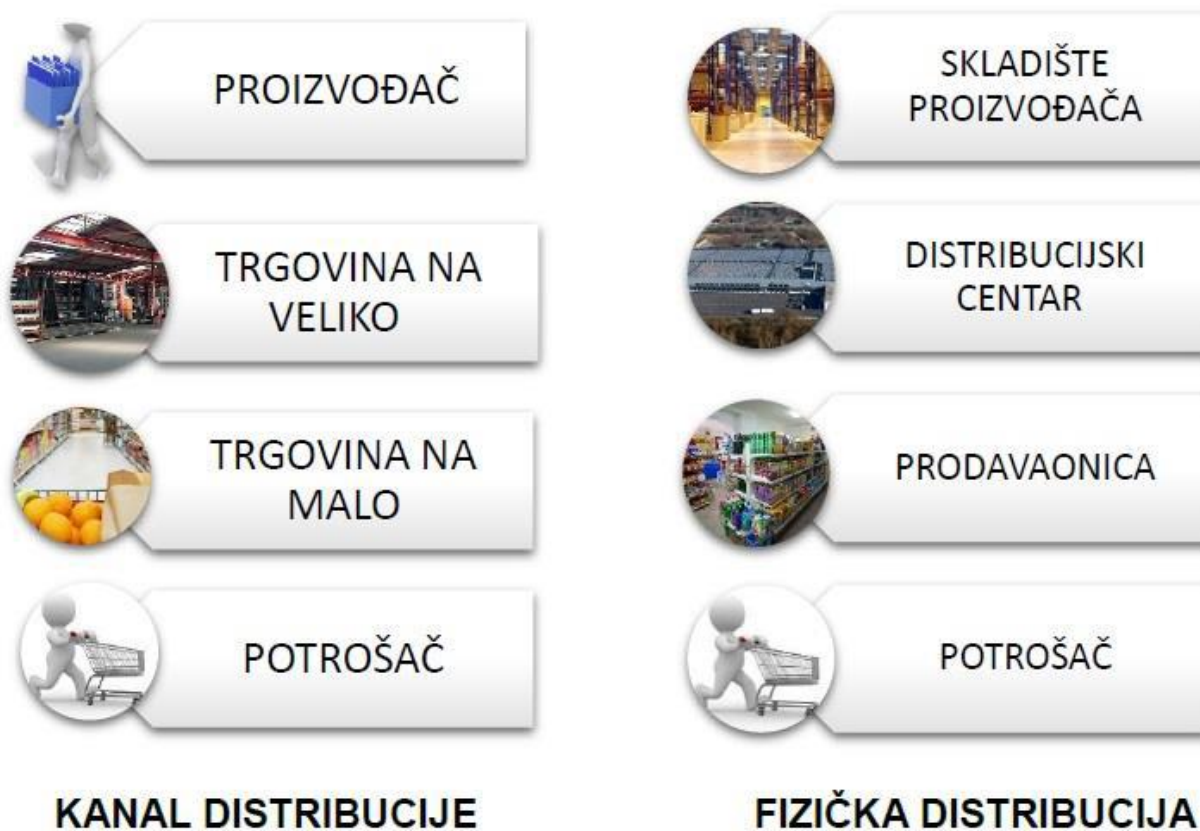 PROIZVOĐAČ
TRGOVINA NA
VELIKO
TRGOVINA NA
MALO
POTROŠAČ
KANAL DISTRIBUCIJE
SKLADIŠTE
PROIZVOĐAČA
DISTRIBUCIJSKI
CENTAR
PRODAVAONICA
POTROŠAČ
FIZIČKA DISTRIBUCIJA